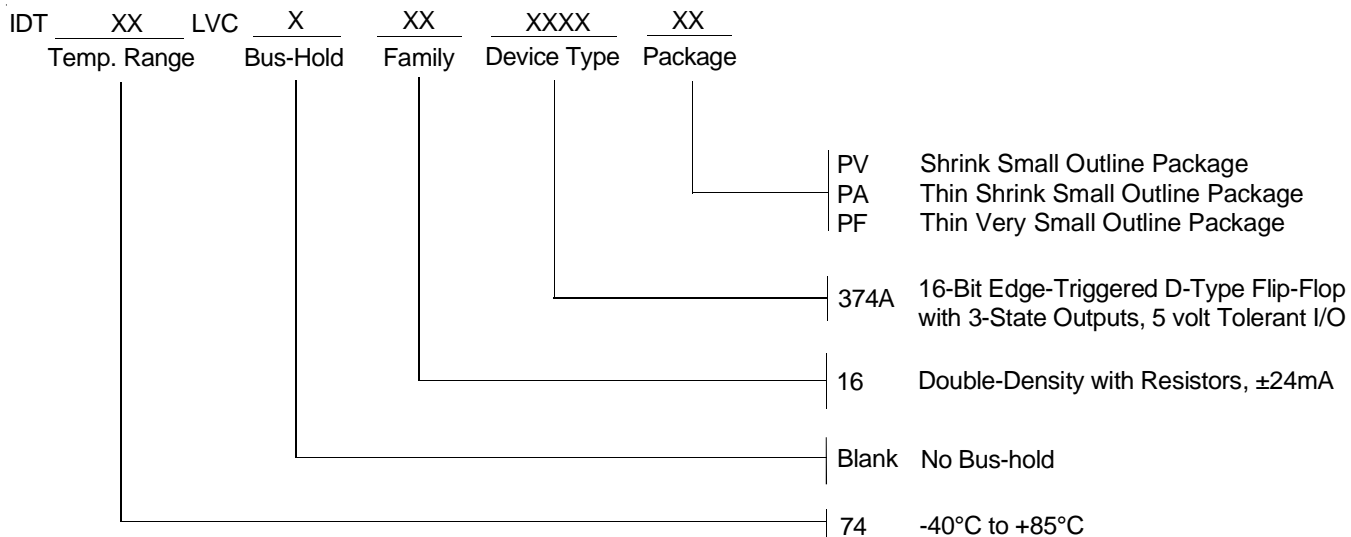 IDT XX LVC X XX XXXX XX
Temp. Range Bus-Hold Family Device Type Package
PV Shrink Small Outline Package
PA Thin Shrink Small Outline Package
PF Thin Very Small Outline Package
374A 16-Bit Edge-Triggered D-Type Flip-Flop
with 3-State Outputs, 5 volt Tolerant I/O
16 Double-Density with Resistors, ±24mA
Blank No Bus-hold
74 -40°C to +85°C